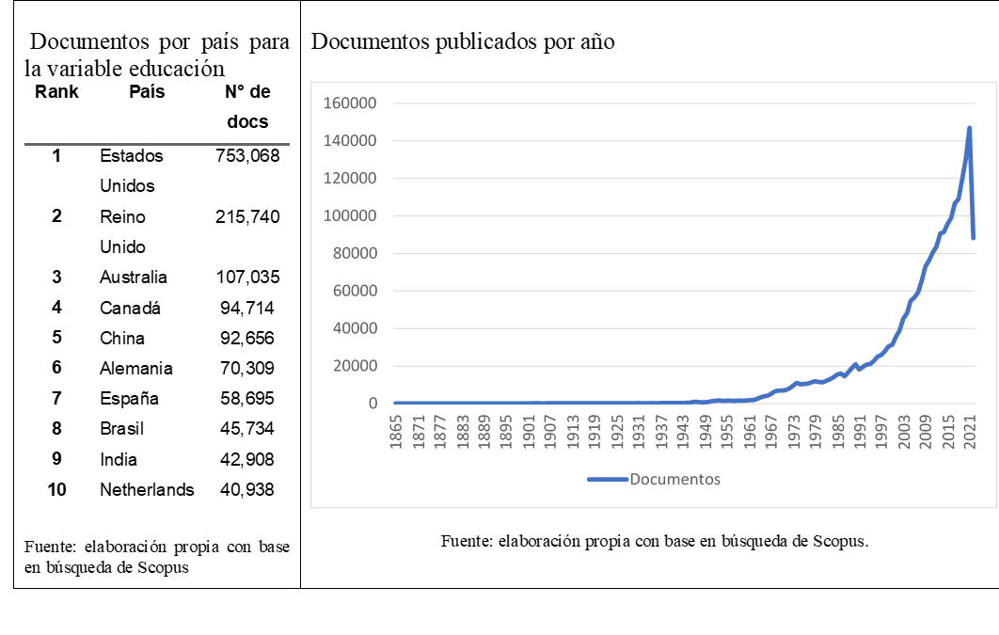 Documentos por país para
la variable educación
Rank País N° de
docs
1 Estados 753,068
Unidos
2 Reino 215,740
Unido
3 Australia 107,035
4 Canadá 94,714
5 China 92,656
6 Alemania 70,309
7 España 58,695
8 Brasil 45,734
9 India 42,908
10 Netherlands 40,938
Fuente: elaboración propia con base
en búsqueda de Scopus
Documentos publicados por año
160000
140000
120000
100000
80000
60000
40000
20000
0
1865
1871
1877
1883
1889
1895
1901
1907
1913
1919
1925
1931
1937
1943
1949
1955
1961
1967
1973
1979
1985
1991
1997
2003
2009
2015
2021
Documentos
Fuente: elaboración propia con base en búsqueda de Scopus.